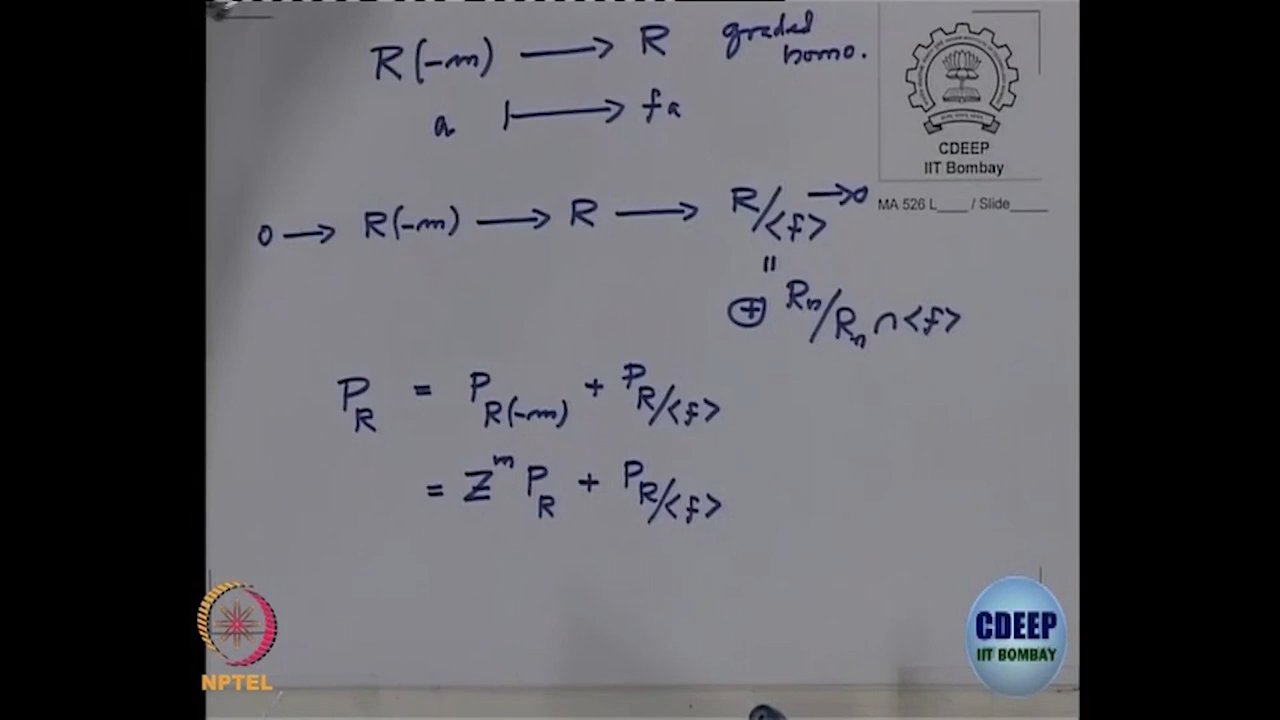 R(-m) ⟶ R graded homo.
a ⟼ fa
0 ⟶ R(-m) ⟶ R ⟶ R/<f> ⟶ 0
=
⊕ Rₙ/Rₙ ∩ <f>
P_R = P_R(-m) + P_R/<f>
= Z^m P_R + P_R/<f>
CDEEP
IIT Bombay
MA 526 L____ / Slide_____
NPTEL
CDEEP
IIT BOMBAY